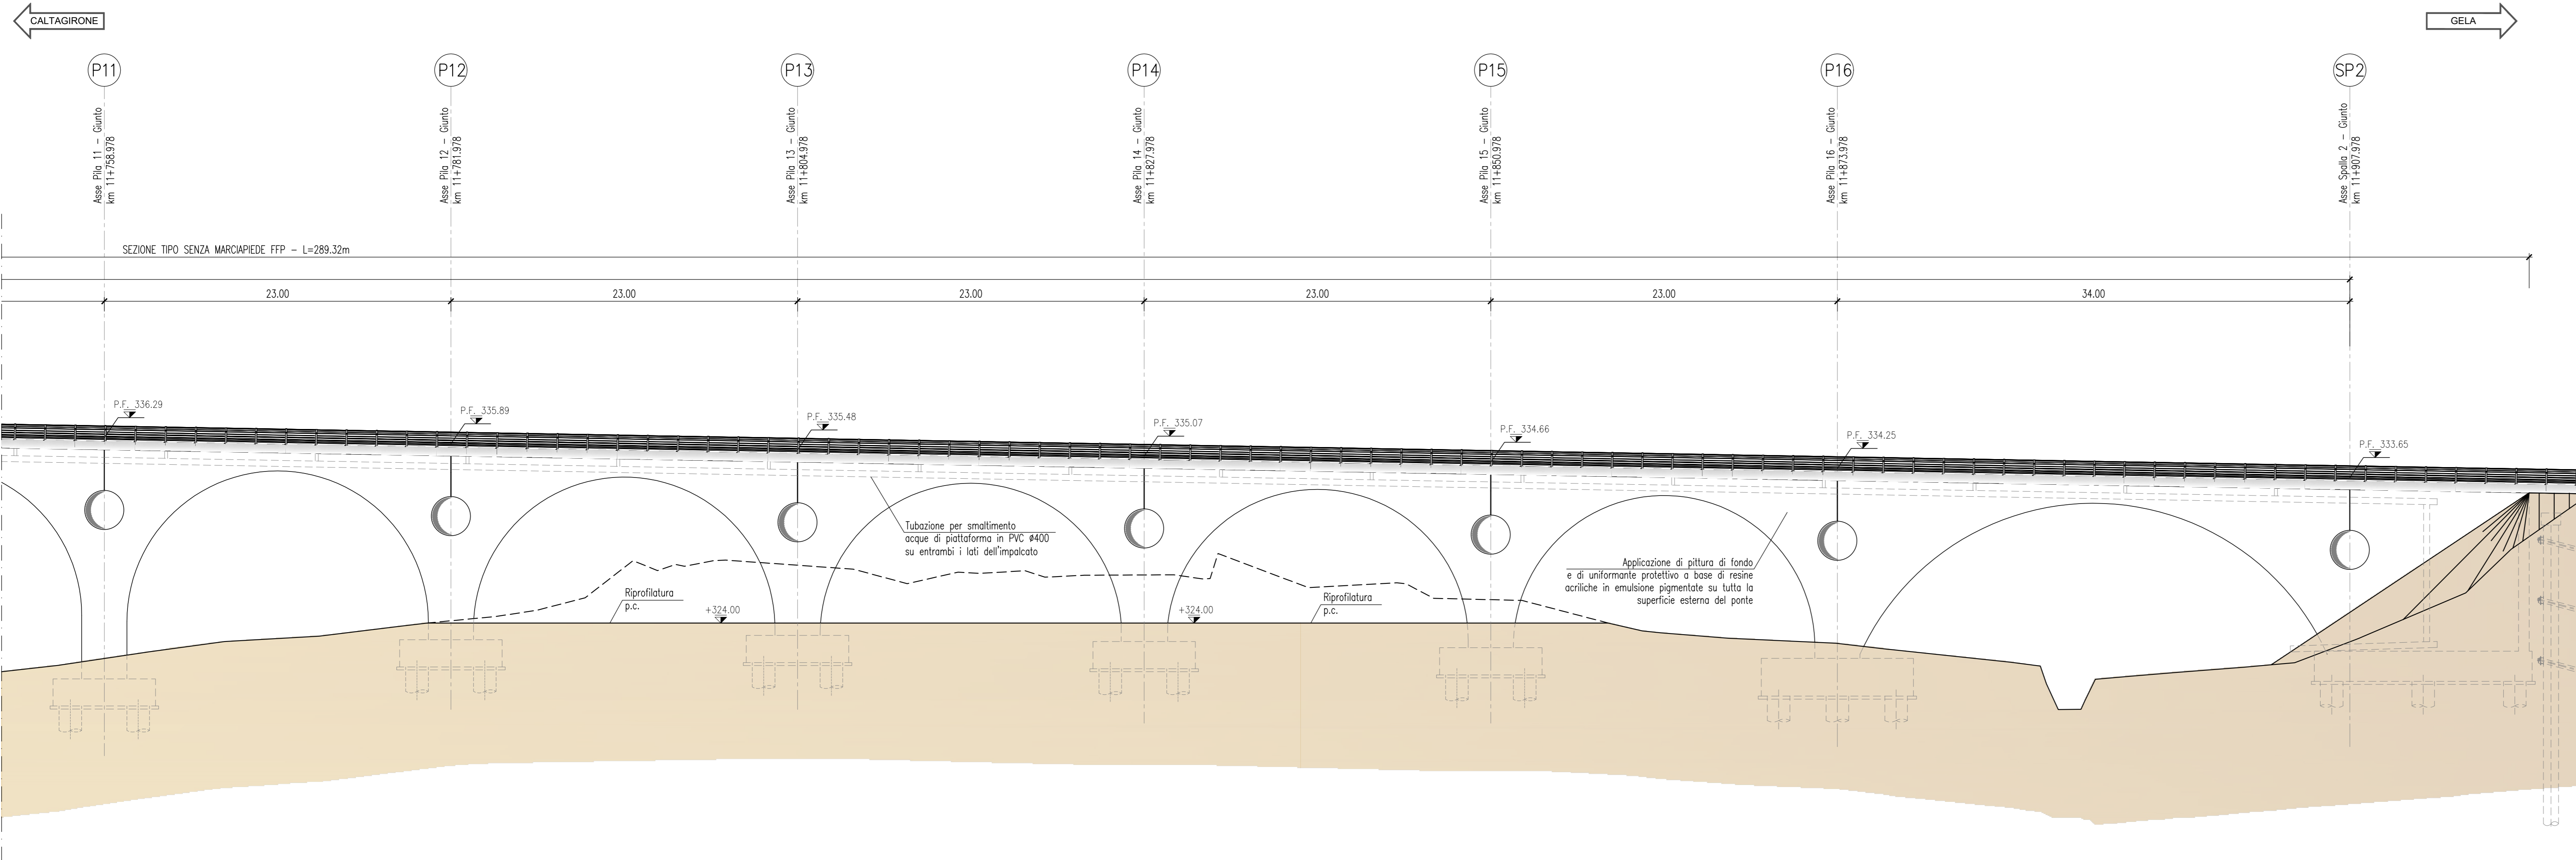 CALTAGIRONE
GELA
P11
P12
P13
P14
P15
P16
SP2
Asse Pila 11 - Giunto
km 11+758.978
Asse Pila 12 - Giunto
km 11+781.978
Asse Pila 13 - Giunto
km 11+804.978
Asse Pila 14 - Giunto
km 11+827.978
Asse Pila 15 - Giunto
km 11+850.978
Asse Pila 16 - Giunto
km 11+873.978
Asse Spalla 2 - Giunto
km 11+907.978
SEZIONE TIPO SENZA MARCIAPIEDE FFP - L=289.32m
23.00
23.00
23.00
23.00
23.00
34.00
P.F. 336.29
P.F. 335.89
P.F. 335.48
P.F. 335.07
P.F. 334.66
P.F. 334.25
P.F. 333.65
Tubazione per smaltimento
acque di piattaforma in PVC Ø400
su entrambi i lati dell'impalcato
Applicazione di pittura di fondo
e di uniformante protettivo a base di resine
acriliche in emulsione pigmentate su tutta la
superficie esterna del ponte
Riprofilatura
p.c.
+324.00
+324.00
Riprofilatura
p.c.